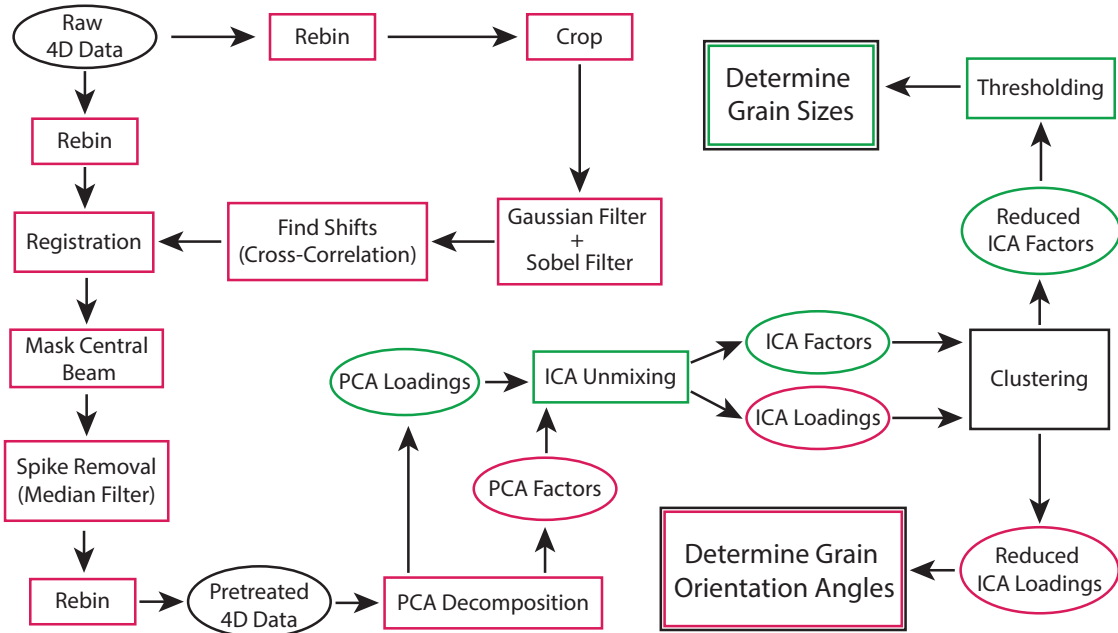 Raw
4D Data
Rebin
Crop
Determine
Grain Sizes
Thresholding
Rebin
Registration
Find Shifts
(Cross-Correlation)
Gaussian Filter
+
Sobel Filter
Reduced
ICA Factors
Mask Central
Beam
PCA Loadings
ICA Unmixing
ICA Factors
ICA Loadings
Clustering
Spike Removal
(Median Filter)
PCA Factors
Determine Grain
Orientation Angles
Reduced
ICA Loadings
Rebin
Pretreated
4D Data
PCA Decomposition